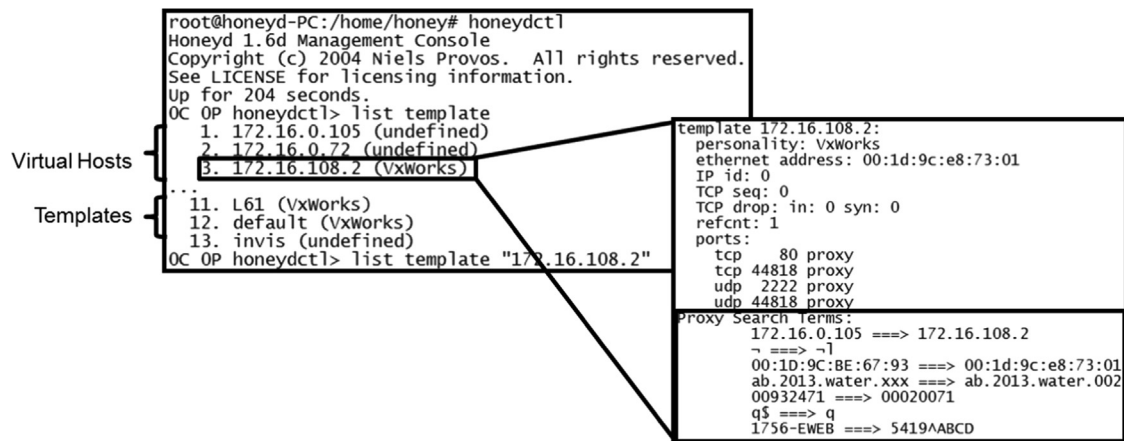 root@honeyd-PC:/home/honey# honeydctl
Honeyd 1.6d Management Console
Copyright (c) 2004 Niels Provos.  All rights reserved.
See LICENSE for licensing information.
Up for 204 seconds.
0C 0P honeydctl> list template
1. 172.16.0.105 (undefined)
2. 172.16.0.72 (undefined)
3. 172.16.108.2 (VxWorks)
...
11. L61 (VxWorks)
12. default (VxWorks)
13. invis (undefined)
0C 0P honeydctl> list template "172.16.108.2"
Virtual Hosts
Templates
template 172.16.108.2:
personality: VxWorks
ethernet address: 00:1d:9c:e8:73:01
IP id: 0
TCP seq: 0
TCP drop: in: 0 syn: 0
refcnt: 1
ports:
tcp 80 proxy
tcp 44818 proxy
udp 2222 proxy
udp 44818 proxy
Proxy Search Terms:
172.16.0.105 ===> 172.16.108.2
¬ ===> ¬l
00:1D:9C:BE:67:93 ===> 00:1d:9c:e8:73:01
ab.2013.water.xxx ===> ab.2013.water.002
00932471 ===> 00020071
q$ ===> q
1756-EWEB ===> 5419^ABCD